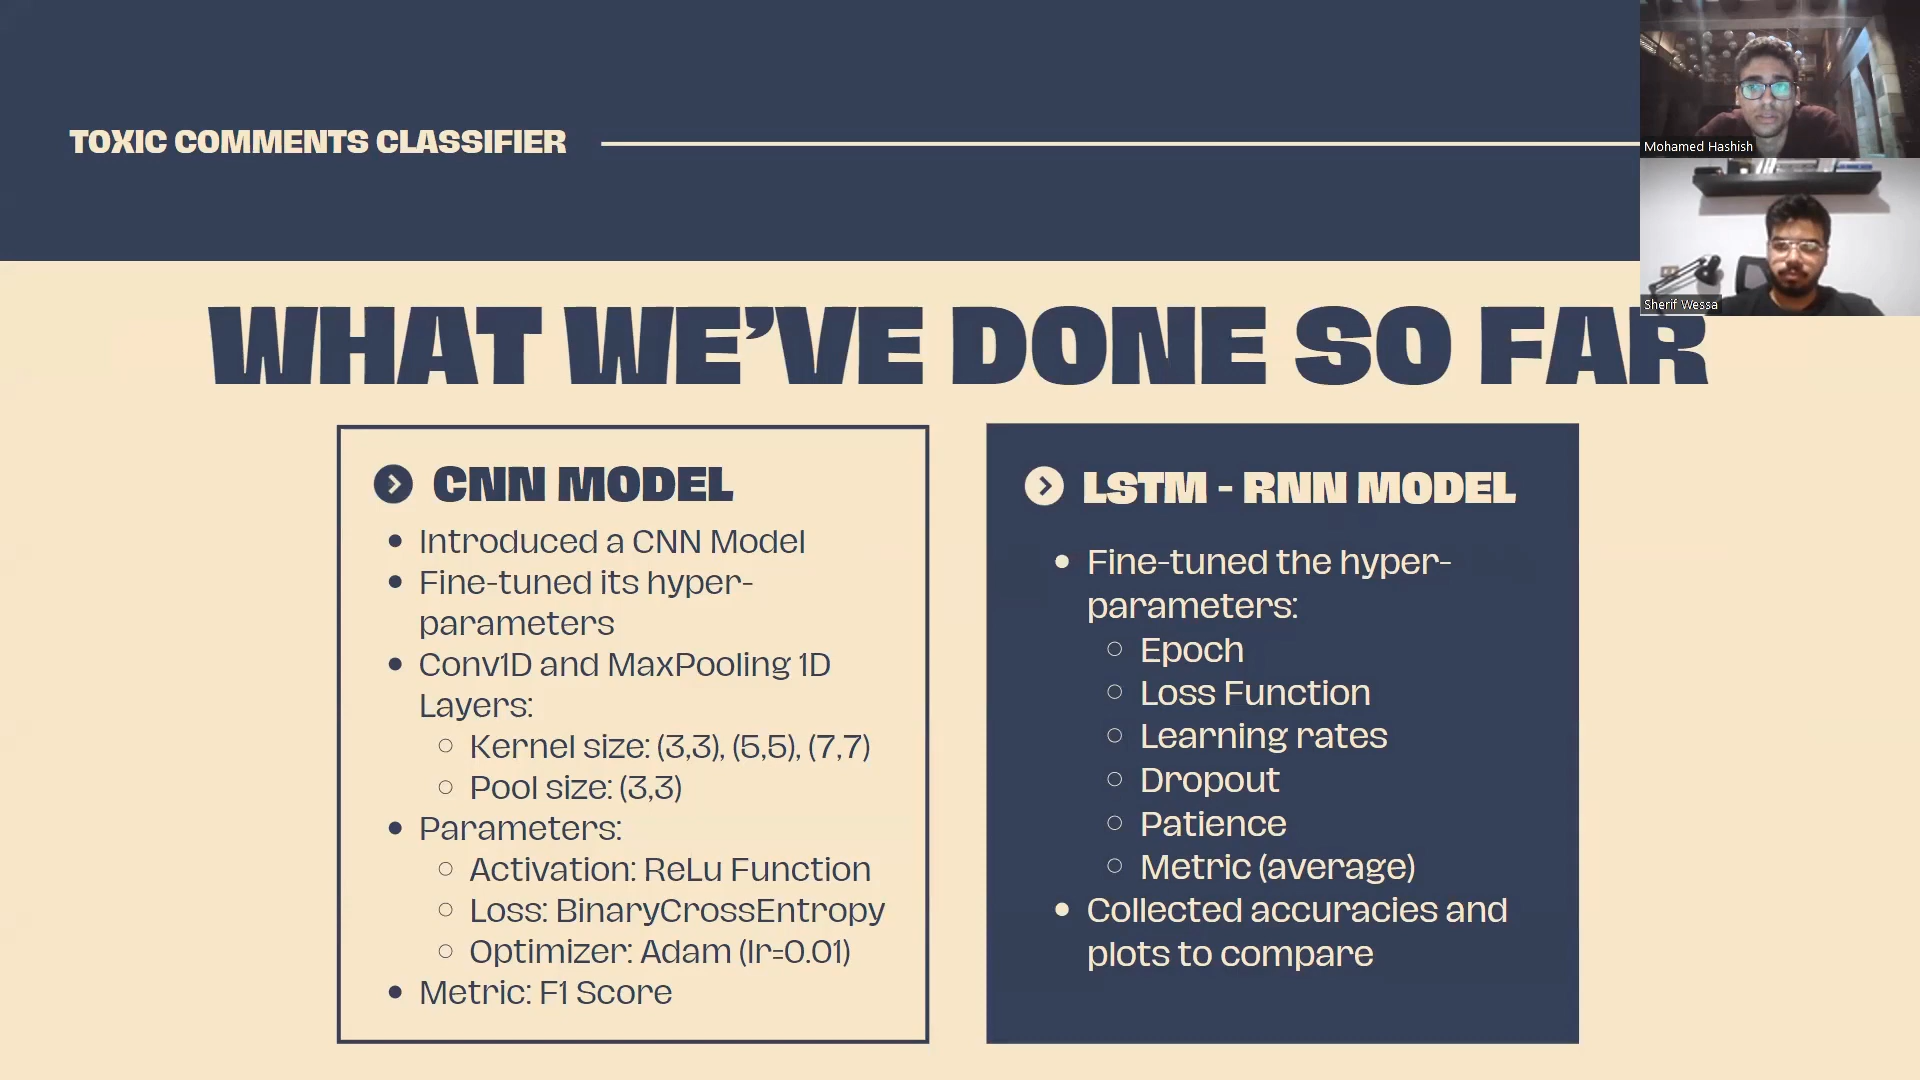 TOXIC COMMENTS CLASSIFIER
Mohamed Hashish
Sherif Wessa
WHAT WE'VE DONE SO FAR
CNN MODEL
• Introduced a CNN Model
• Fine-tuned its hyper-
parameters
• Conv1D and MaxPooling 1D
Layers:
○ Kernel size: (3,3), (5,5), (7,7)
○ Pool size: (3,3)
• Parameters:
○ Activation: ReLu Function
○ Loss: BinaryCrossEntropy
○ Optimizer: Adam (lr=0.01)
• Metric: F1 Score
LSTM - RNN MODEL
• Fine-tuned the hyper-
parameters:
○ Epoch
○ Loss Function
○ Learning rates
○ Dropout
○ Patience
○ Metric (average)
• Collected accuracies and
plots to compare